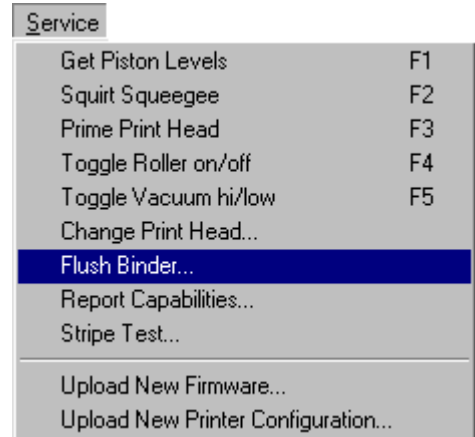 Service
Get Piston Levels F1
Squirt Squeegee F2
Prime Print Head F3
Toggle Roller on/off F4
Toggle Vacuum hi/low F5
Change Print Head...
Flush Binder...
Report Capabilities...
Stripe Test...
Upload New Firmware...
Upload New Printer Configuration...